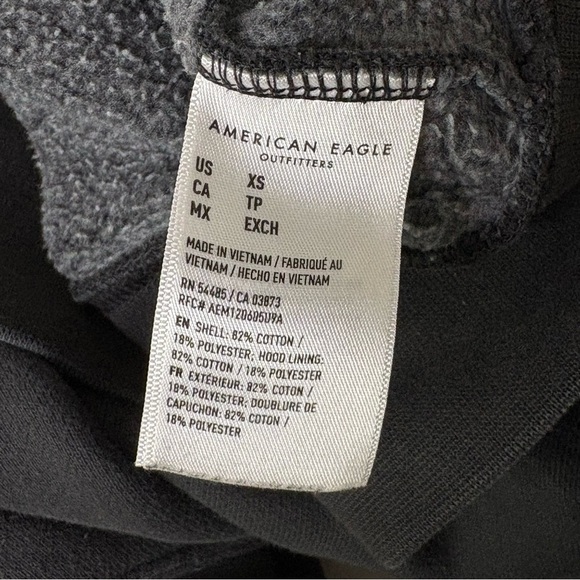 AMERICAN EAGLE
OUTFITTERS
US XS
CA TP
MX EXCH
MADE IN VIETNAM / FABRIQUÉ AU
VIETNAM / HECHO EN VIETNAM
RN 54485 / CA 03873
RFC# AEM120605U9A
EN SHELL: 82% COTTON /
18% POLYESTER; HOOD LINING:
82% COTTON / 18% POLYESTER
FR EXTÉRIEUR: 82% COTON /
18% POLYESTER; DOUBLURE DE
CAPUCHON: 82% COTON /
18% POLYESTER